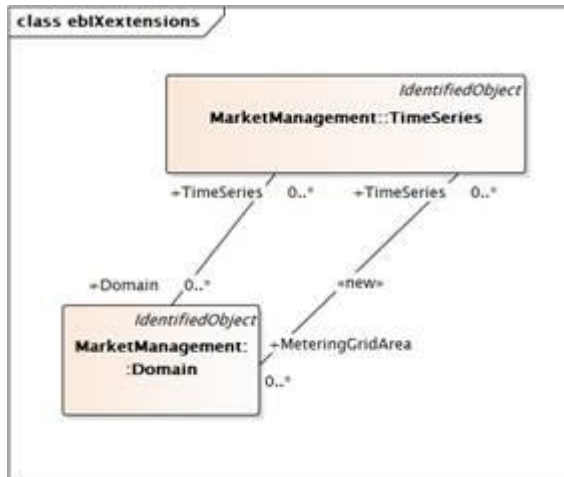 class ebIXextensions
IdentifiedObject
MarketManagement::TimeSeries
+TimeSeries 0..* +TimeSeries 0..*
«new»
+Domain 0..*
IdentifiedObject
MarketManagement:
:Domain
+MeteringGridArea
0..*